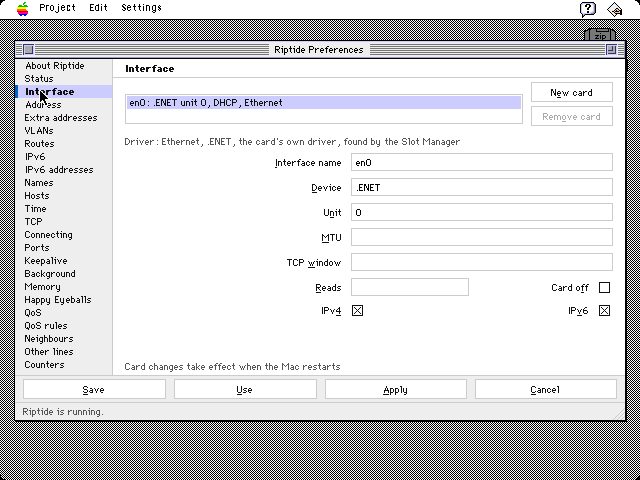 Project Edit Settings
zip
Riptide Preferences
About Riptide
Status
Interface
Address
Extra addresses
VLANs
Routes
IPv6
IPv6 addresses
Names
Hosts
Time
TCP
Connecting
Ports
Keepalive
Background
Memory
Happy Eyeballs
QoS
QoS rules
Neighbours
Other lines
Counters
Interface
en0: .ENET unit 0, DHCP, Ethernet
New card
Remove card
Driver: Ethernet, .ENET, the card's own driver, found by the Slot Manager
Interface name en0
Device .ENET
Unit 0
MTU
TCP window
Reads Card off
IPv4 IPv6
Card changes take effect when the Mac restarts
Save Use Apply Cancel
Riptide is running.